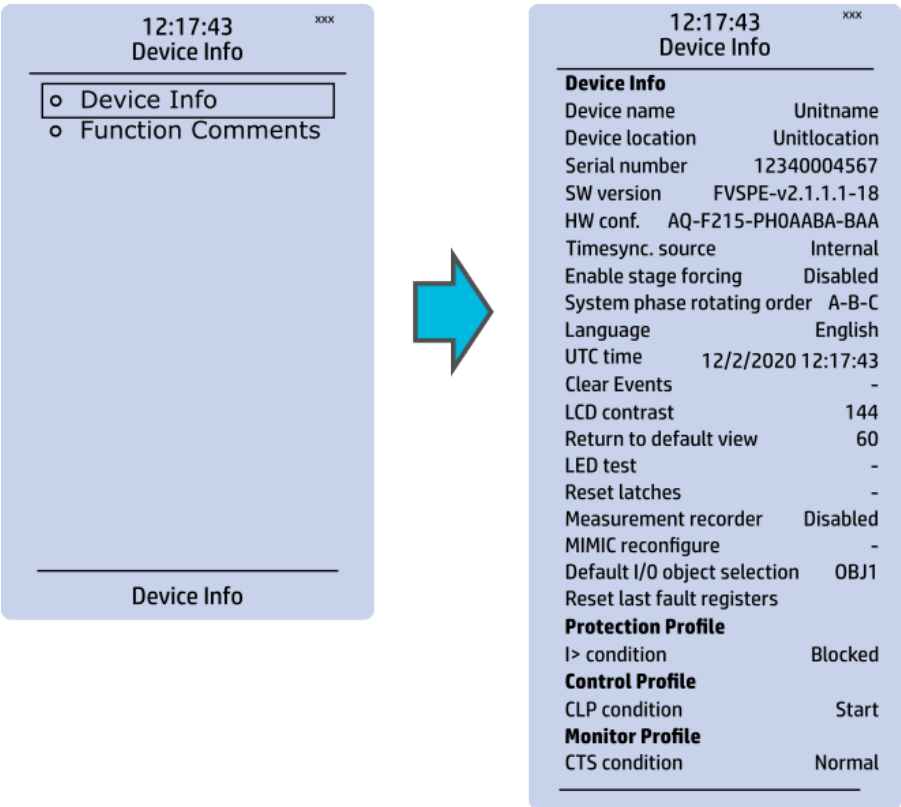 12:17:43 xxx
Device Info
Device Info
Function Comments
Device Info
12:17:43 xxx
Device Info
Device Info
Device name Unitname
Device location Unitlocation
Serial number 12340004567
SW version FVSPE-v2.1.1.1-18
HW conf. AQ-F215-PH0AABA-BAA
Timesync. source Internal
Enable stage forcing Disabled
System phase rotating order A-B-C
Language English
UTC time 12/2/2020 12:17:43
Clear Events -
LCD contrast 144
Return to default view 60
LED test -
Reset latches -
Measurement recorder Disabled
MIMIC reconfigure -
Default I/O object selection OBJ1
Reset last fault registers
Protection Profile
I> condition Blocked
Control Profile
CLP condition Start
Monitor Profile
CTS condition Normal